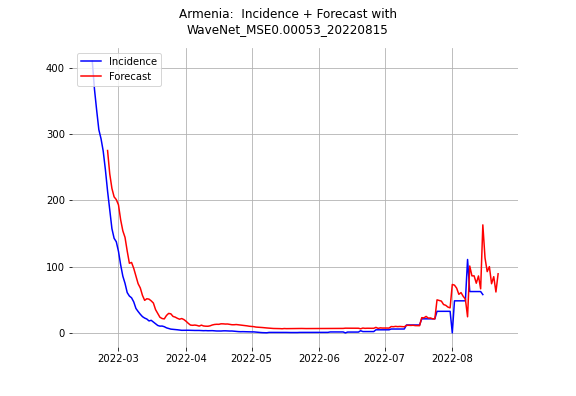 Armenia:  Incidence + Forecast with
WaveNet_MSE0.00053_20220815
Incidence
Forecast
400
300
200
100
0
2022-03
2022-04
2022-05
2022-06
2022-07
2022-08